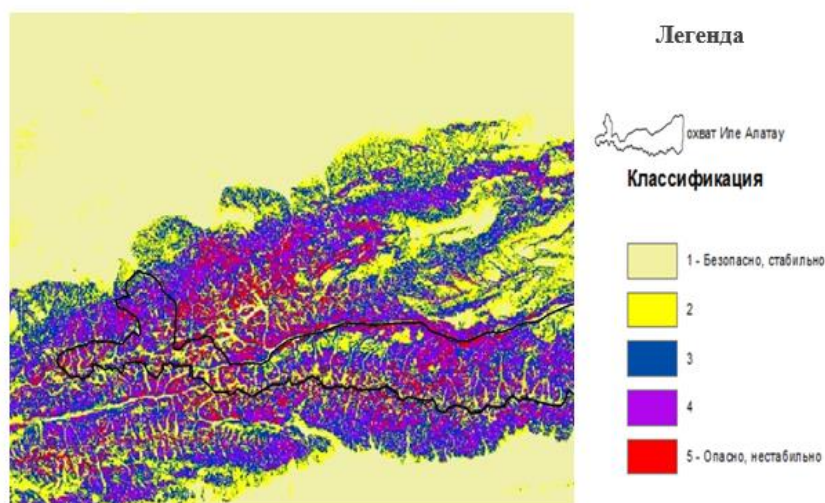 Легенда
охват Иле Алатау
Классификация
1 - Безопасно, стабильно
2
3
4
5 - Опасно, нестабильно